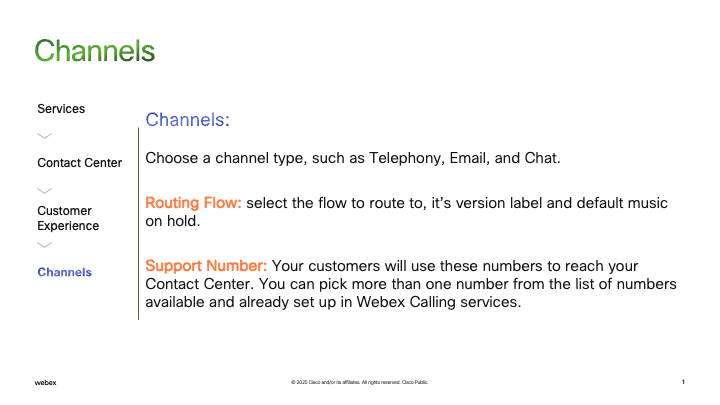 Channels
Services
Contact Center
Customer
Experience
Channels
Channels:
Choose a channel type, such as Telephony, Email, and Chat.
Routing Flow: select the flow to route to, it’s version label and default music
on hold.
Support Number: Your customers will use these numbers to reach your
Contact Center. You can pick more than one number from the list of numbers
available and already set up in Webex Calling services.
webex
© 2025 Cisco and/or its affiliates. All rights reserved. Cisco Public.
1